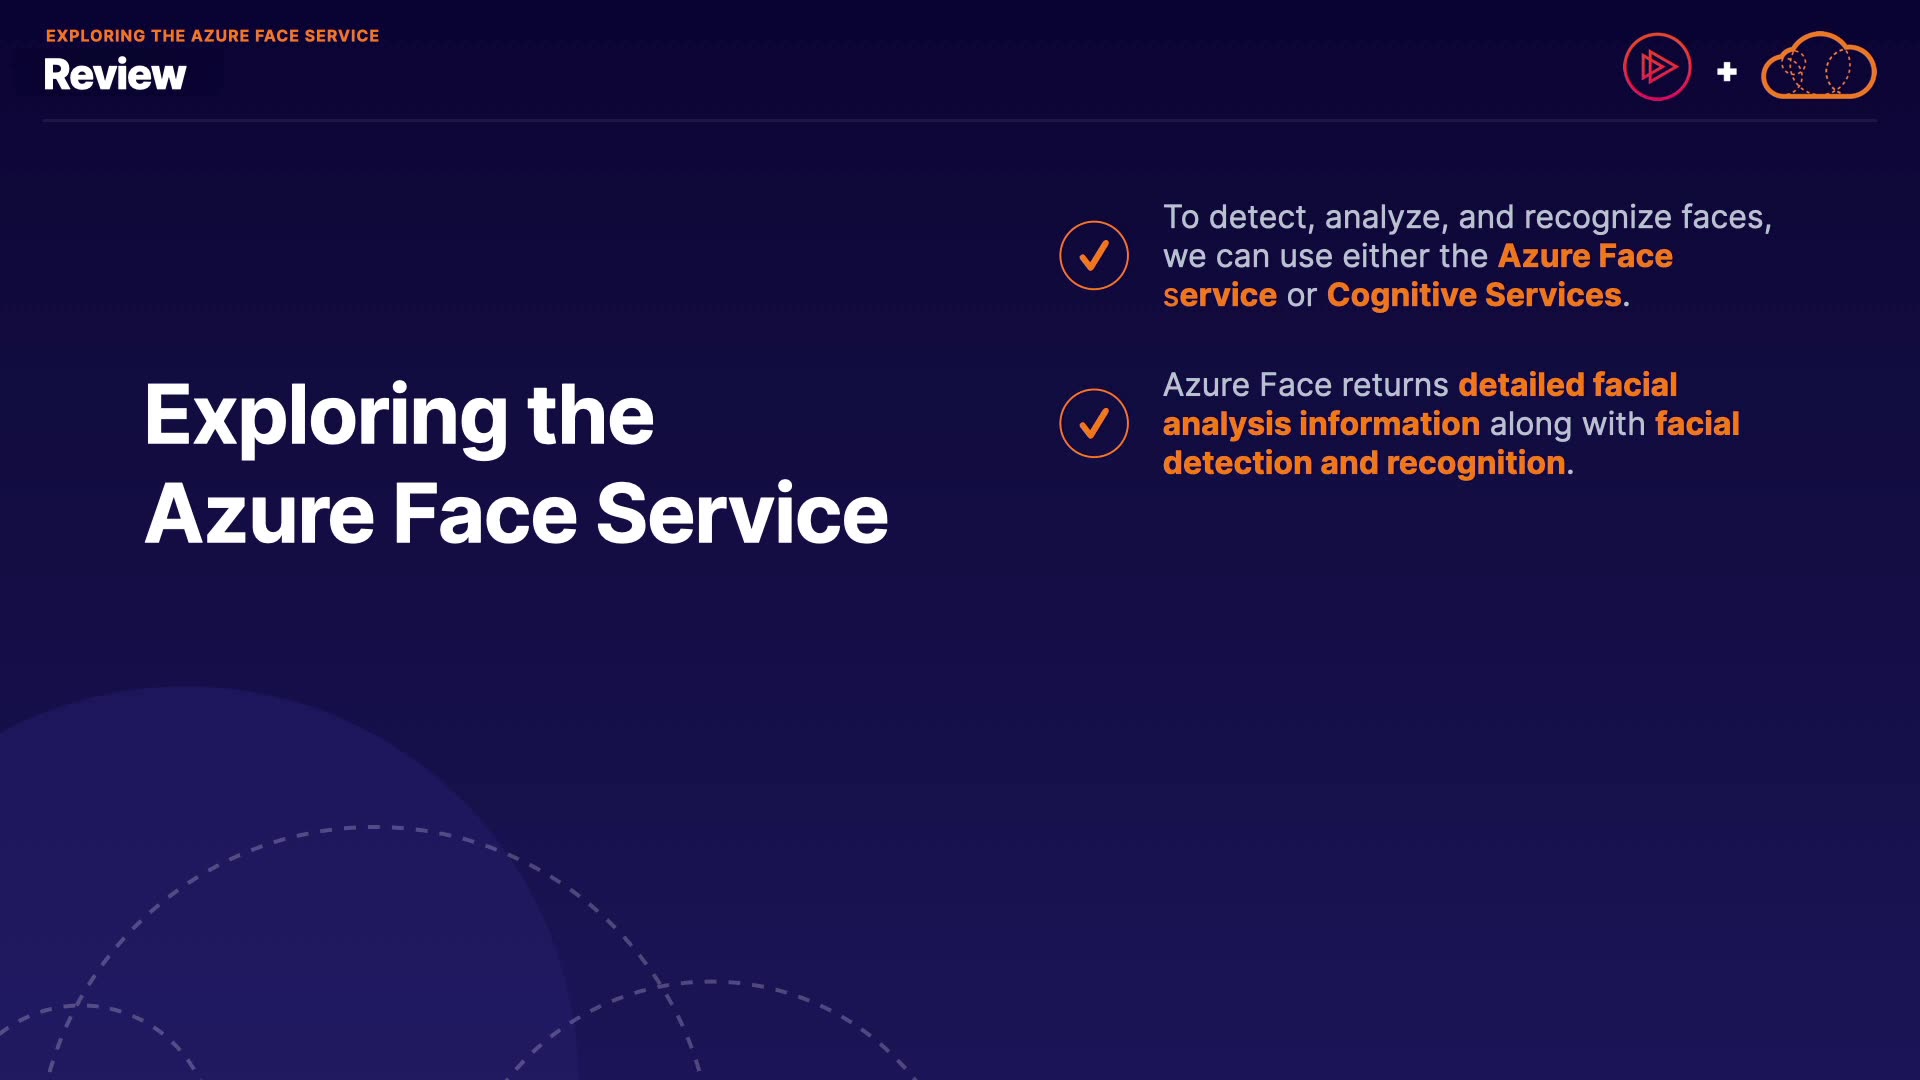 EXPLORING THE AZURE FACE SERVICE
Review
Exploring the
Azure Face Service
To detect, analyze, and recognize faces,
we can use either the Azure Face
service or Cognitive Services.
Azure Face returns detailed facial
analysis information along with facial
detection and recognition.